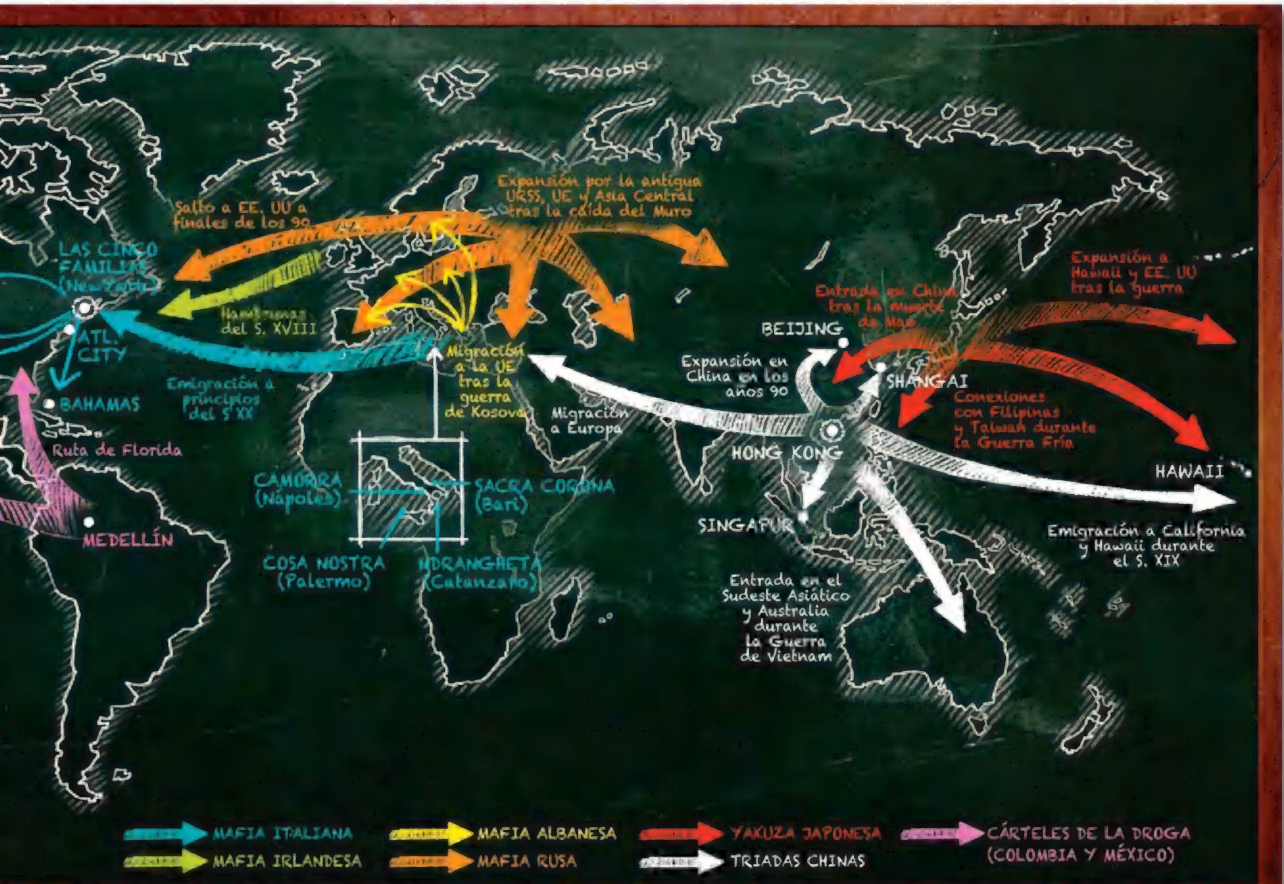 Expansión por la antigua
URSS, UE y Asia Central
tras la caída del Muro
Salto a EE. UU a
finales de los 90
LAS CINCO
FAMILIAS
(New York)
ATL.
CITY
BAHAMAS
del S. XVIII
Emigración a
principios
del S XX
Ruta de Florida
MEDELLÍN
Migración
a la UE
tras la
guerra
de Kosovo
Migración
a Europa
CAMORRA
(Nápoles)
SACRA CORONA
(Bari)
COSA NOSTRA
(Palermo)
NDRANGHETA
(Catanzaro)
Expansión a
Hawaii y EE. UU
tras la guerra
Entrada en China
tras la muerte
de Mao
BEIJING
Expansión en
China en los
años 90
SHANGAI
Conexiones
con Filipinas
y Taiwan durante
la Guerra Fría
HONG KONG
HAWAII
SINGAPUR
Emigración a California
y Hawaii durante
el S. XIX
Entrada en el
Sudeste Asiático
y Australia
durante
la Guerra
de Vietnam
MAFIA ITALIANA
MAFIA IRLANDESA
MAFIA ALBANESA
MAFIA RUSA
YAKUZA JAPONESA
TRIADAS CHINAS
CÁRTELES DE LA DROGA
(COLOMBIA Y MÉXICO)